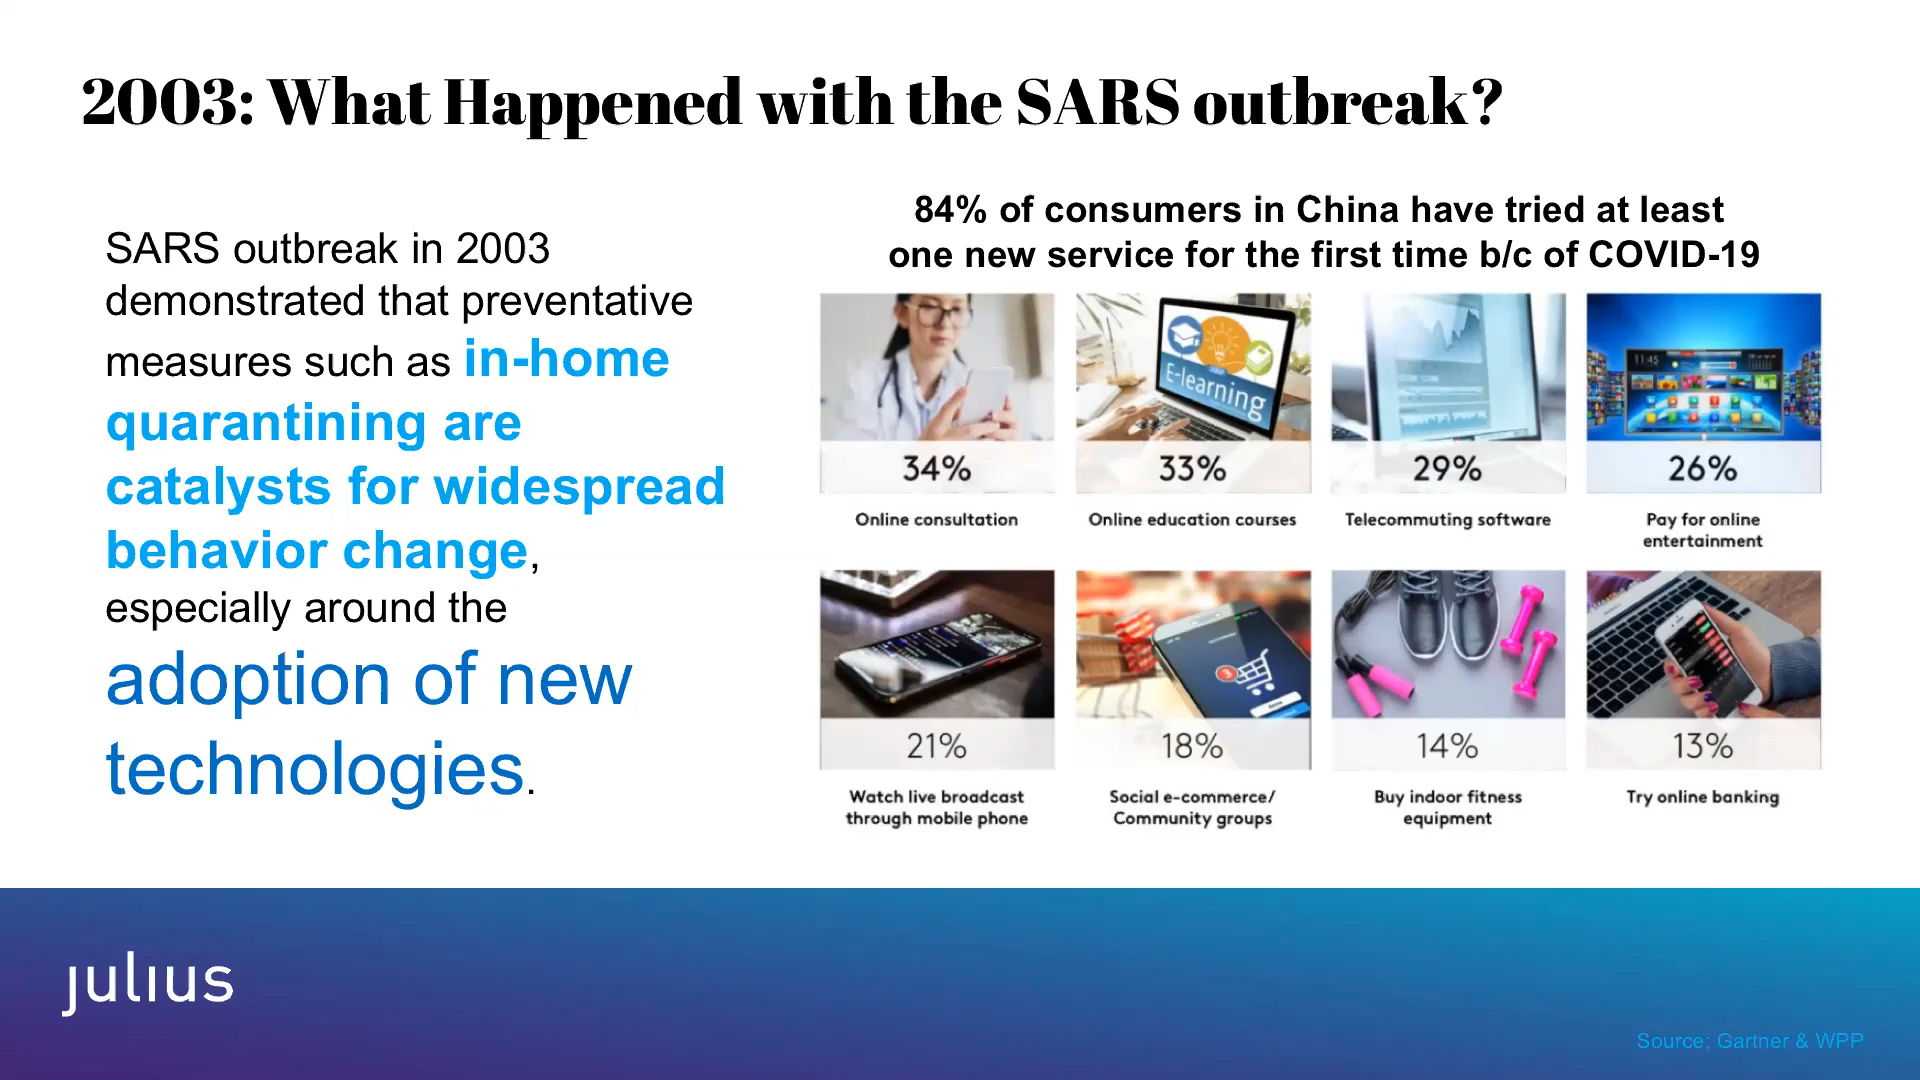 2003: What Happened with the SARS outbreak?
SARS outbreak in 2003
demonstrated that preventative
measures such as in-home
quarantining are
catalysts for widespread
behavior change,
especially around the
adoption of new
technologies.
84% of consumers in China have tried at least
one new service for the first time b/c of COVID-19
E-learning
11:45
34%
33%
29%
26%
Online consultation
Online education courses
Telecommuting software
Pay for online
entertainment
3
21%
18%
14%
13%
Watch live broadcast
through mobile phone
Social e-commerce/
Community groups
Buy indoor fitness
equipment
Try online banking
julius
Source; Gartner & WPP